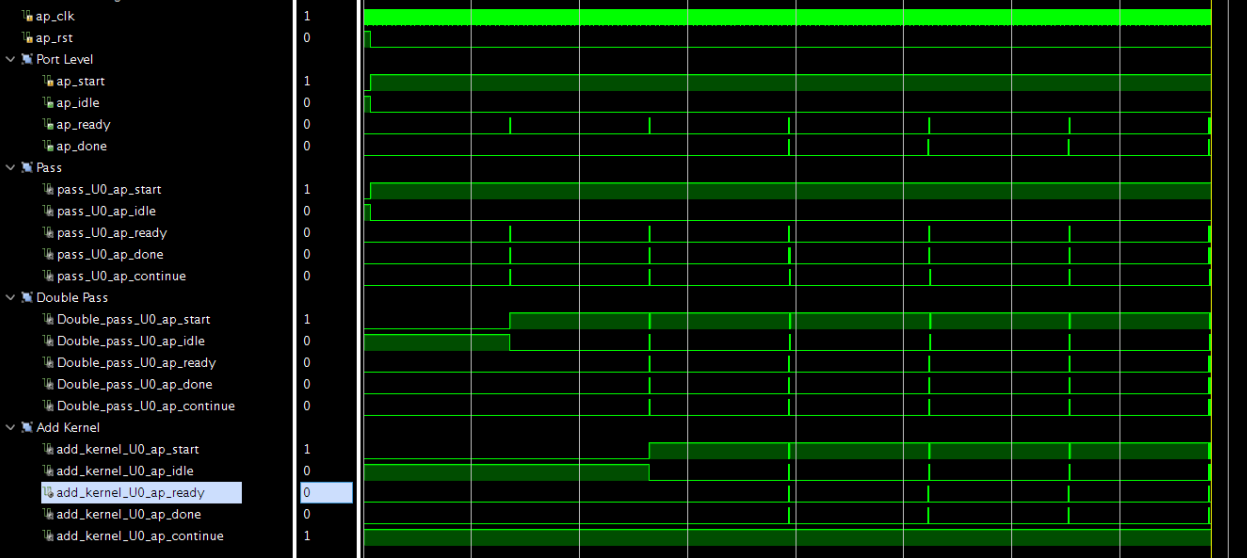 ap_clk 1
ap_rst 0
Port Level
ap_start 1
ap_idle 0
ap_ready 0
ap_done 0
Pass
pass_U0_ap_start 1
pass_U0_ap_idle 0
pass_U0_ap_ready 0
pass_U0_ap_done 0
pass_U0_ap_continue 0
Double Pass
Double_pass_U0_ap_start 1
Double_pass_U0_ap_idle 0
Double_pass_U0_ap_ready 0
Double_pass_U0_ap_done 0
Double_pass_U0_ap_continue 0
Add Kernel
add_kernel_U0_ap_start 1
add_kernel_U0_ap_idle 0
add_kernel_U0_ap_ready 0
add_kernel_U0_ap_done 0
add_kernel_U0_ap_continue 1